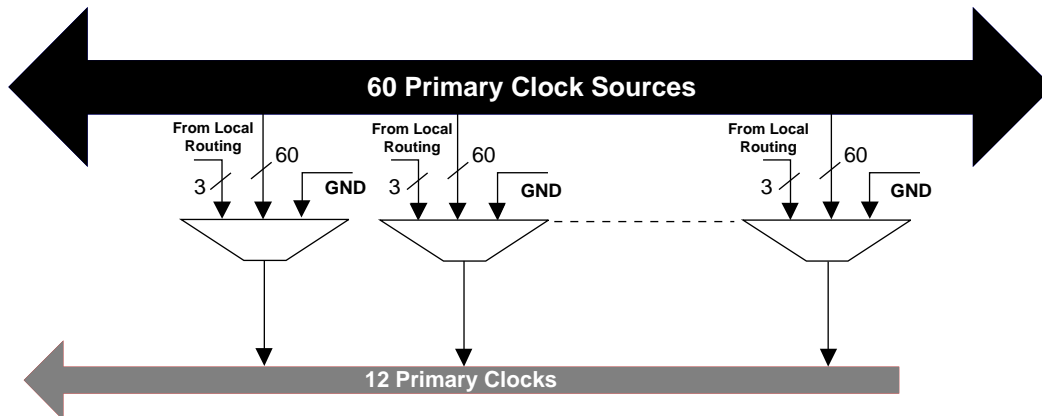 60 Primary Clock Sources
From Local
Routing
60
3
GND
From Local
Routing
60
3
GND
From Local
Routing
60
3
GND
12 Primary Clocks